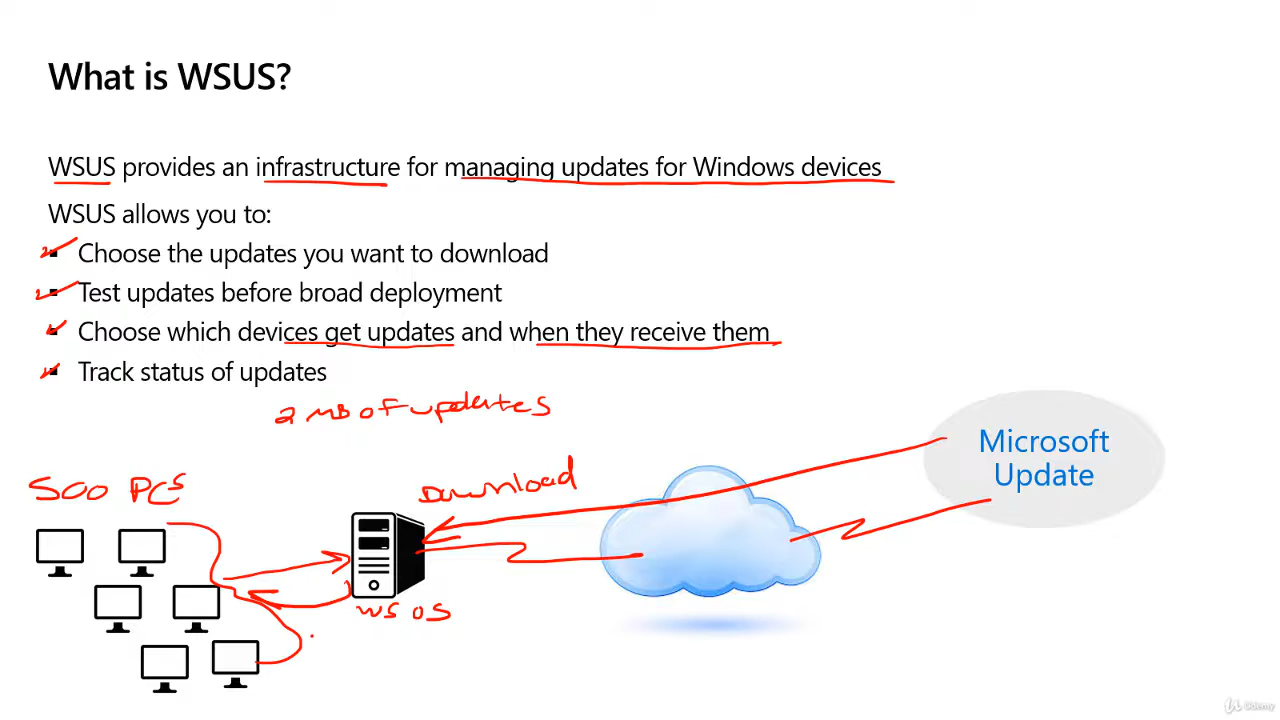 What is WSUS?
WSUS provides an infrastructure for managing updates for Windows devices
WSUS allows you to:
▪ Choose the updates you want to download
▪ Test updates before broad deployment
▪ Choose which devices get updates and when they receive them
▪ Track status of updates
2 MB of updates
Microsoft
Update
500 PCs
Download
WSUS
Udemy